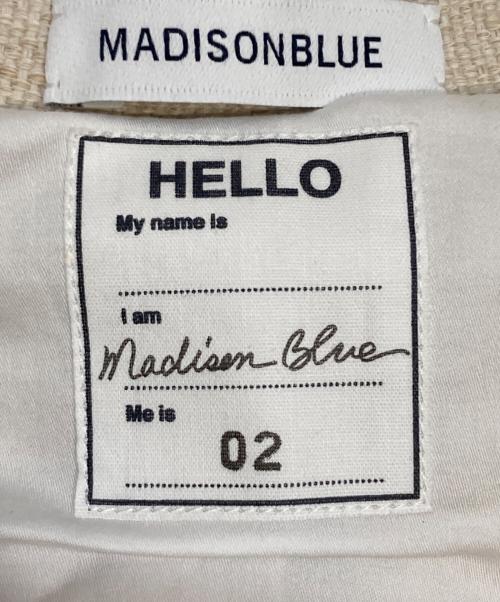 MADISONBLUE
HELLO
My name is
I am
Madison Blue
Me is
02